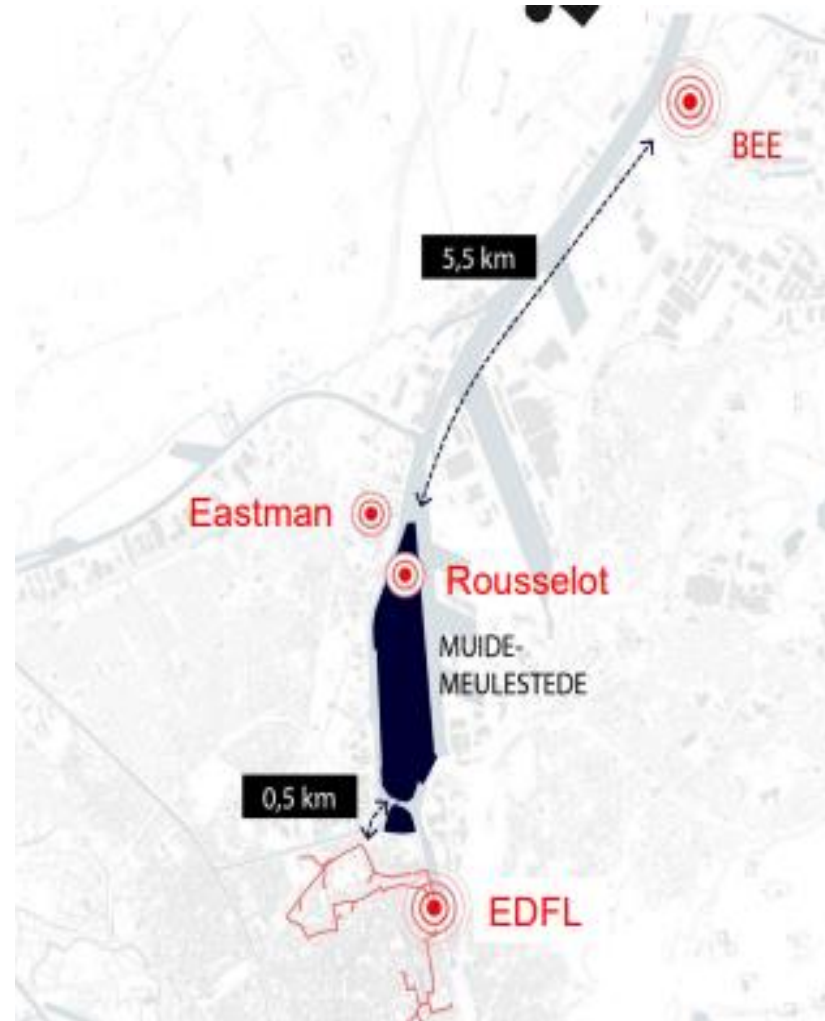 BEE
5,5 km
Eastman
Rousselot
MUIDE-
MEULESTEDE
0,5 km
EDFL